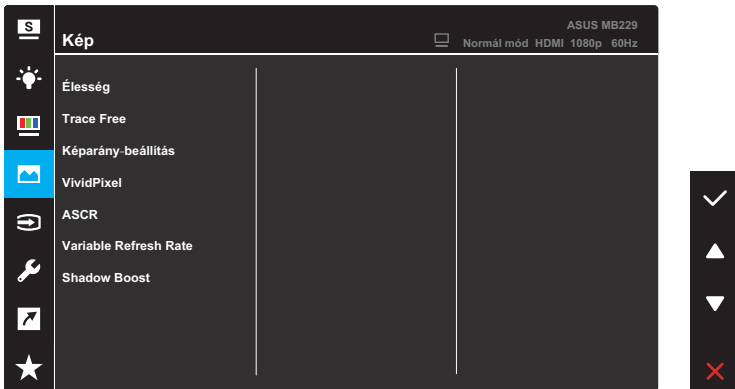 S
ASUS MB229
Kép
Normál mód HDMI 1080p 60Hz
Élesség
Trace Free
Képarány-beállítás
VividPixel
ASCR
Variable Refresh Rate
Shadow Boost